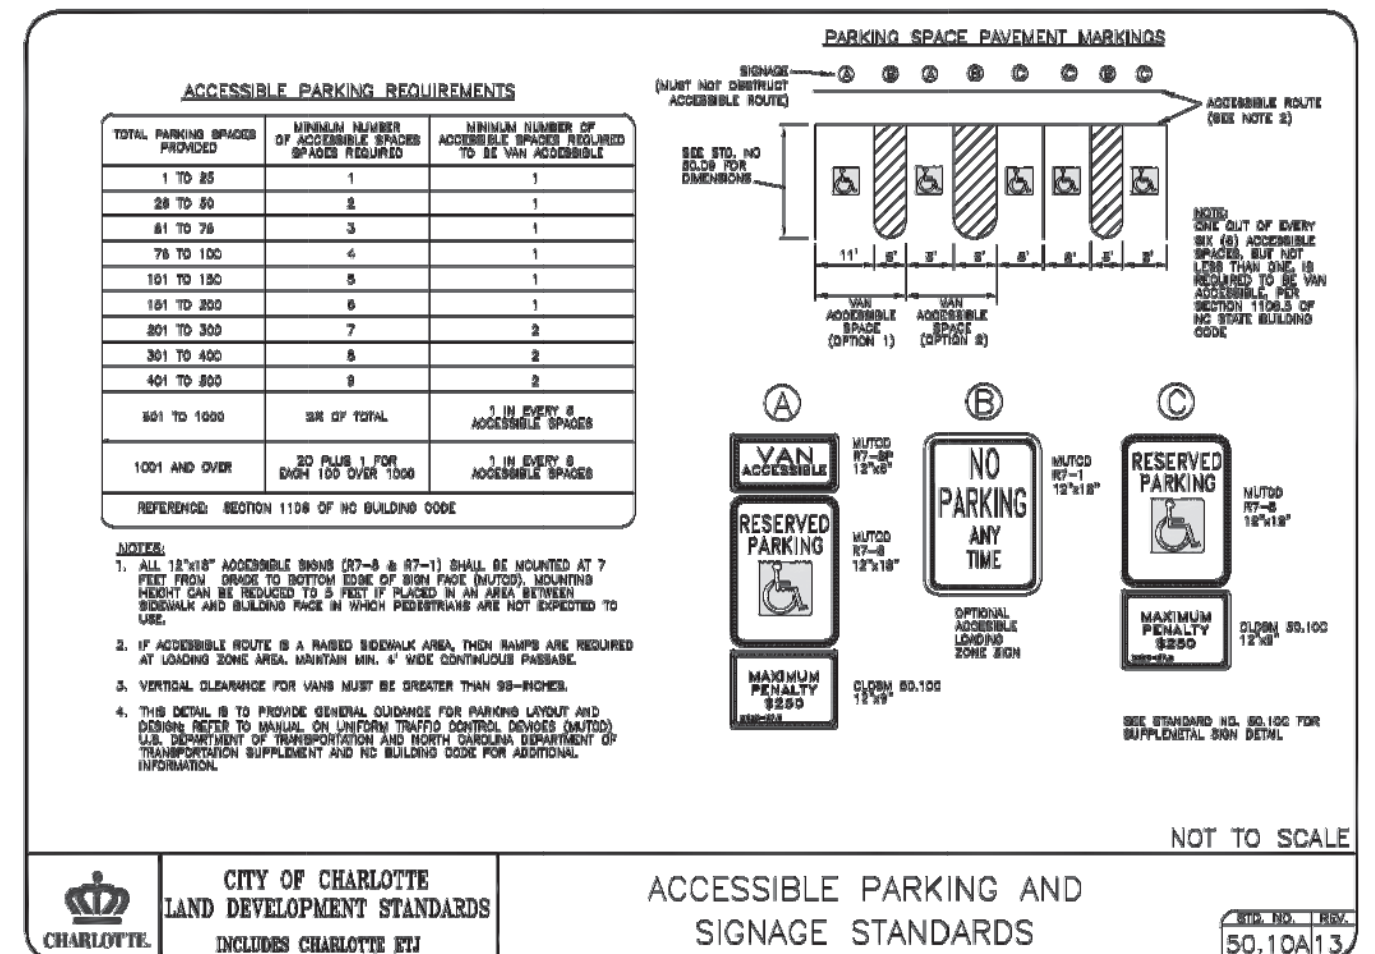 ACCESSIBLE PARKING REQUIREMENTS
TOTAL PARKING SPACES PROVIDED
MINIMUM NUMBER OF ACCESSIBLE SPACES SPACES REQUIRED
MINIMUM NUMBER OF ACCESSIBLE SPACES REQUIRED TO BE VAN ACCESSIBLE
1 TO 25 1 1
26 TO 50 2 1
51 TO 75 3 1
76 TO 100 4 1
101 TO 150 5 1
151 TO 200 6 1
201 TO 300 7 2
301 TO 400 8 2
401 TO 500 9 2
501 TO 1000 2% OF TOTAL 1 IN EVERY 6 ACCESSIBLE SPACES
1001 AND OVER 20 PLUS 1 FOR EACH 100 OVER 1000 1 IN EVERY 6 ACCESSIBLE SPACES
REFERENCE: SECTION 1106 OF NC BUILDING CODE
NOTES:
1. ALL 12"x18" ACCESSIBLE SIGNS (R7-8 & R7-1) SHALL BE MOUNTED AT 7
FEET FROM GRADE TO BOTTOM EDGE OF SIGN FACE (MUTCD). MOUNTING
HEIGHT CAN BE REDUCED TO 5 FEET IF PLACED IN AN AREA BETWEEN
SIDEWALK AND BUILDING FACE IN WHICH PEDESTRIANS ARE NOT EXPECTED TO
USE.
2. IF ACCESSIBLE ROUTE IS A RAISED SIDEWALK AREA, THEN RAMPS ARE REQUIRED
AT LOADING ZONE AREA. MAINTAIN MIN. 4' WIDE CONTINUOUS PASSAGE.
3. VERTICAL CLEARANCE FOR VANS MUST BE GREATER THAN 98-INCHES.
4. THIS DETAIL IS TO PROVIDE GENERAL GUIDANCE FOR PARKING LAYOUT AND
DESIGN; REFER TO MANUAL ON UNIFORM TRAFFIC CONTROL DEVICES (MUTCD)
U.S. DEPARTMENT OF TRANSPORTATION AND NORTH CAROLINA DEPARTMENT OF
TRANSPORTATION SUPPLEMENT AND NC BUILDING CODE FOR ADDITIONAL
INFORMATION.
PARKING SPACE PAVEMENT MARKINGS
SIGNAGE
(MUST NOT OBSTRUCT
ACCESSIBLE ROUTE)
A B A B C C B C
ACCESSIBLE ROUTE
(SEE NOTE 2)
SEE STD. NO
50.09 FOR
DIMENSIONS
11' 5' 8' 8' 8' 8' 5' 8'
VAN
ACCESSIBLE
SPACE
(OPTION 1)
VAN
ACCESSIBLE
SPACE
(OPTION 2)
NOTE:
ONE OUT OF EVERY
SIX (6) ACCESSIBLE
SPACES, BUT NOT
LESS THAN ONE, IS
REQUIRED TO BE VAN
ACCESSIBLE, PER
SECTION 1106.5 OF
NC STATE BUILDING
CODE
A
VAN
ACCESSIBLE
MUTCD
R7-8P
12"x6"
RESERVED
PARKING
MUTCD
R7-8
12"x18"
MAXIMUM
PENALTY
$250
CLDSM 50.10C
12"x9"
B
NO
PARKING
ANY
TIME
MUTCD
R7-1
12"x18"
OPTIONAL
ACCESSIBLE
LOADING
ZONE SIGN
C
RESERVED
PARKING
MUTCD
R7-8
12"x18"
MAXIMUM
PENALTY
$250
CLDSM 50.10C
12"x9"
SEE STANDARD NO. 50.10C FOR
SUPPLEMETAL SIGN DETAIL
NOT TO SCALE
CHARLOTTE.
CITY OF CHARLOTTE
LAND DEVELOPMENT STANDARDS
INCLUDES CHARLOTTE ETJ
ACCESSIBLE PARKING AND
SIGNAGE STANDARDS
STD. NO. REV.
50.10A 13